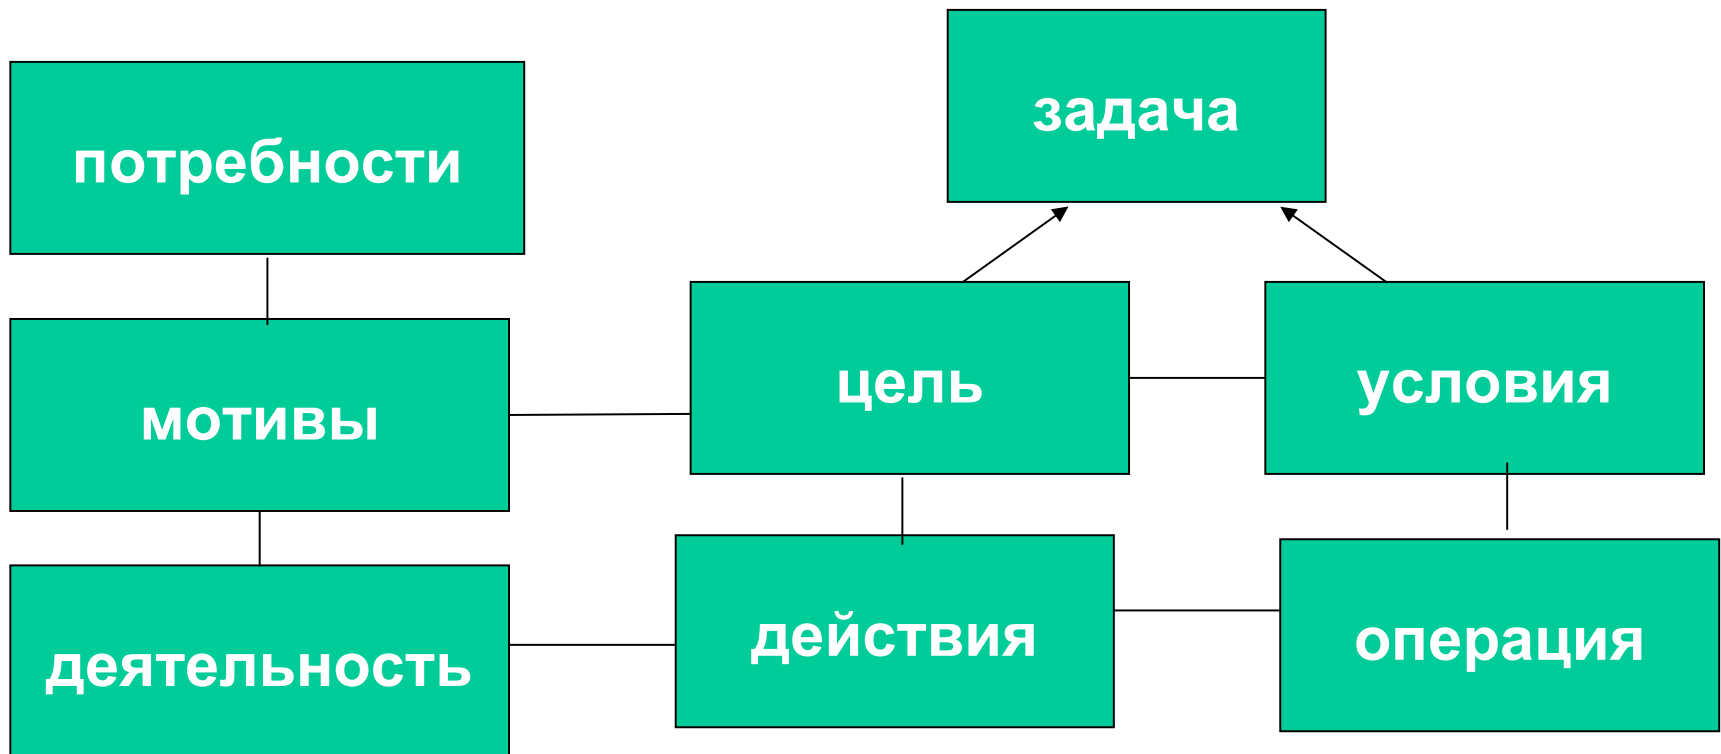 задача
потребности
цель
условия
мотивы
действия
операция
деятельность